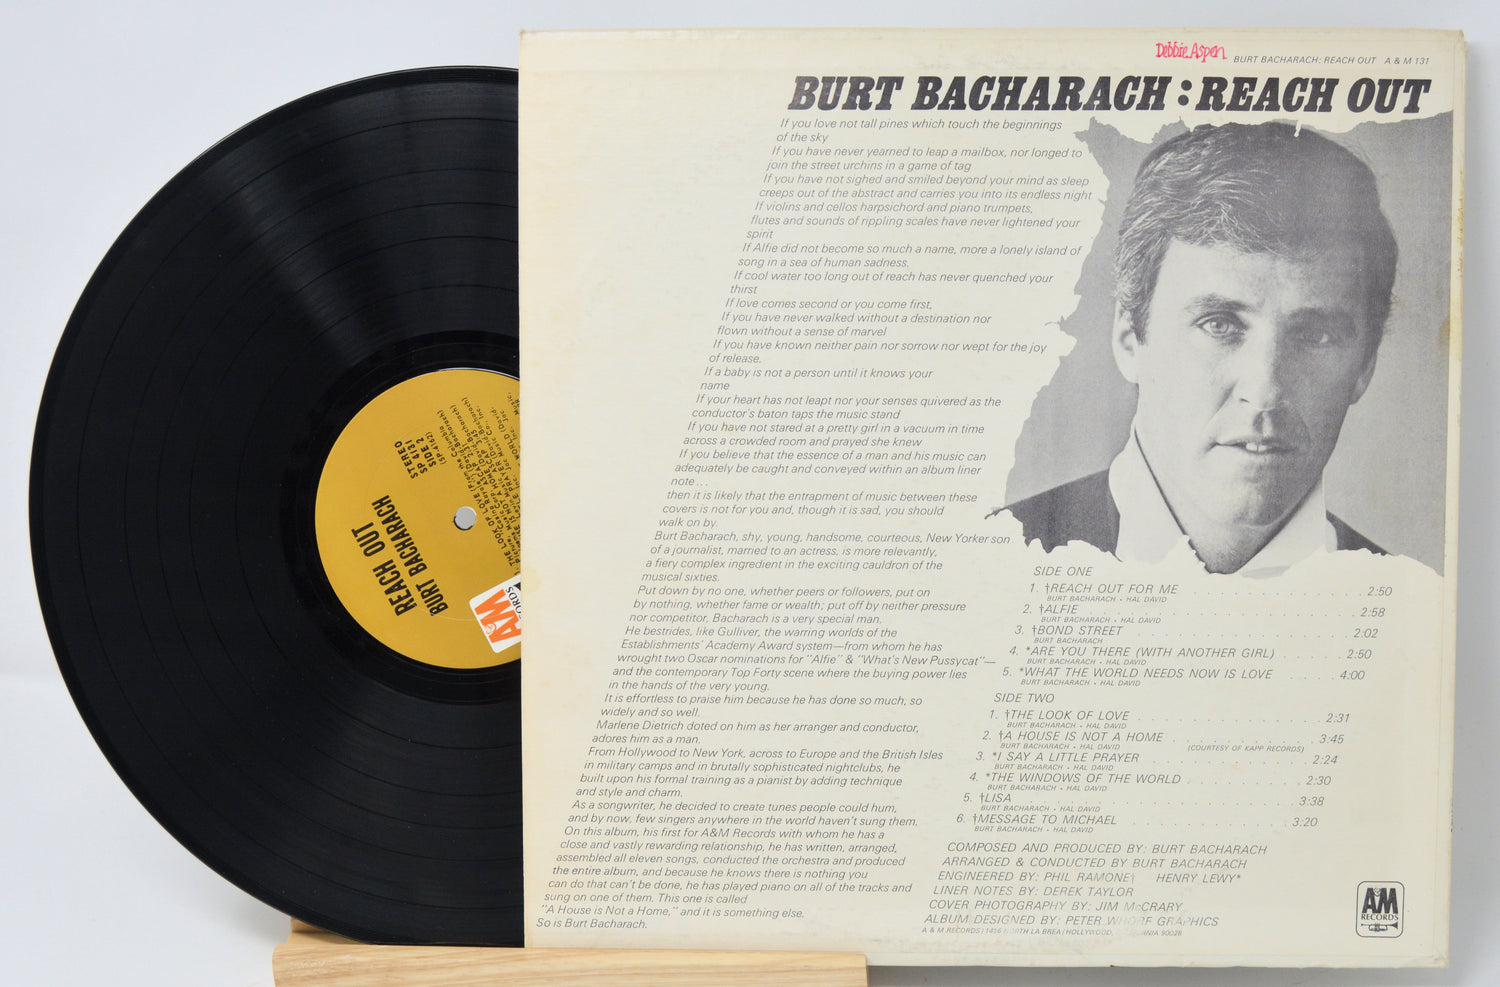 Debbie Aspen
BURT BACHARACH: REACH OUT A & M 131
BURT BACHARACH : REACH OUT
If you love not tall pines which touch the beginnings
of the sky
If you have never yearned to leap a mailbox, nor longed to
join the street urchins in a game of tag
If you have not sighed and smiled beyond your mind as sleep
creeps out of the abstract and carries you into its endless night
If violins and cellos harpsichord and piano trumpets,
flutes and sounds of rippling scales have never lightened your
spirit
If Alfie did not become so much a name, more a lonely island of
song in a sea of human sadness,
If cool water too long out of reach has never quenched your
thirst
If love comes second or you come first,
If you have never walked without a destination nor
flown without a sense of marvel
If you have known neither pain nor sorrow nor wept for the joy
of release.
If a baby is not a person until it knows your
name
If your heart has not leapt nor your senses quivered as the
conductor's baton taps the music stand
If you have not stared at a pretty girl in a vacuum in time
across a crowded room and prayed she knew
If you believe that the essence of a man and his music can
adequately be caught and conveyed within an album liner
note . . .
then it is likely that the entrapment of music between these
covers is not for you and, though it is sad, you should
walk on by.
Burt Bacharach, shy, young, handsome, courteous, New Yorker son
of a journalist, married to an actress, is more relevantly,
a fiery complex ingredient in the exciting cauldron of the
musical sixties.
Put down by no one, whether peers or followers, put on
by nothing, whether fame or wealth; put off by neither pressure
nor competitor, Bacharach is a very special man.
He bestrides, like Gulliver, the warring worlds of the
Establishments' Academy Award system—from whom he has
wrought two Oscar nominations for "Alfie" & "What's New Pussycat"—
and the contemporary Top Forty scene where the buying power lies
in the hands of the very young.
It is effortless to praise him because he has done so much, so
widely and so well.
Marlene Dietrich doted on him as her arranger and conductor,
adores him as a man.
From Hollywood to New York, across to Europe and the British Isles
in military camps and in brutally sophisticated nightclubs, he
built upon his formal training as a pianist by adding technique
and style and charm.
As a songwriter, he decided to create tunes people could hum,
and by now, few singers anywhere in the world haven't sung them.
On this album, his first for A&M Records with whom he has a
close and vastly rewarding relationship, he has written, arranged,
assembled all eleven songs, conducted the orchestra and produced
the entire album, and because he knows there is nothing you
can do that can't be done, he has played piano on all of the tracks and
sung on one of them. This one is called
"A House is Not a Home," and it is something else.
So is Burt Bacharach.
SIDE ONE
1. †REACH OUT FOR ME 2:50
BURT BACHARACH • HAL DAVID
2. †ALFIE 2:58
BURT BACHARACH • HAL DAVID
3. †BOND STREET 2:02
BURT BACHARACH
4. *ARE YOU THERE (WITH ANOTHER GIRL) 2:50
BURT BACHARACH • HAL DAVID
5. *WHAT THE WORLD NEEDS NOW IS LOVE 4:00
BURT BACHARACH • HAL DAVID
SIDE TWO
1. †THE LOOK OF LOVE 2:31
BURT BACHARACH • HAL DAVID
2. †A HOUSE IS NOT A HOME 3:45
BURT BACHARACH • HAL DAVID (COURTESY OF KAPP RECORDS)
3. *I SAY A LITTLE PRAYER 2:24
BURT BACHARACH • HAL DAVID
4. *THE WINDOWS OF THE WORLD 2:30
BURT BACHARACH • HAL DAVID
5. †LISA 3:38
BURT BACHARACH • HAL DAVID
6. †MESSAGE TO MICHAEL 3:20
BURT BACHARACH • HAL DAVID
COMPOSED AND PRODUCED BY: BURT BACHARACH
ARRANGED & CONDUCTED BY BURT BACHARACH
ENGINEERED BY: PHIL RAMONE† HENRY LEWY*
LINER NOTES BY: DEREK TAYLOR
COVER PHOTOGRAPHY BY: JIM McCRARY
ALBUM DESIGNED BY: PETER WHORF GRAPHICS
A & M RECORDS / 1416 NORTH LA BREA / HOLLYWOOD, 90028
A&M
RECORDS
REACH OUT
BURT BACHARACH
STEREO
SP 4131
SIDE 2
(SP-4162)
A&M